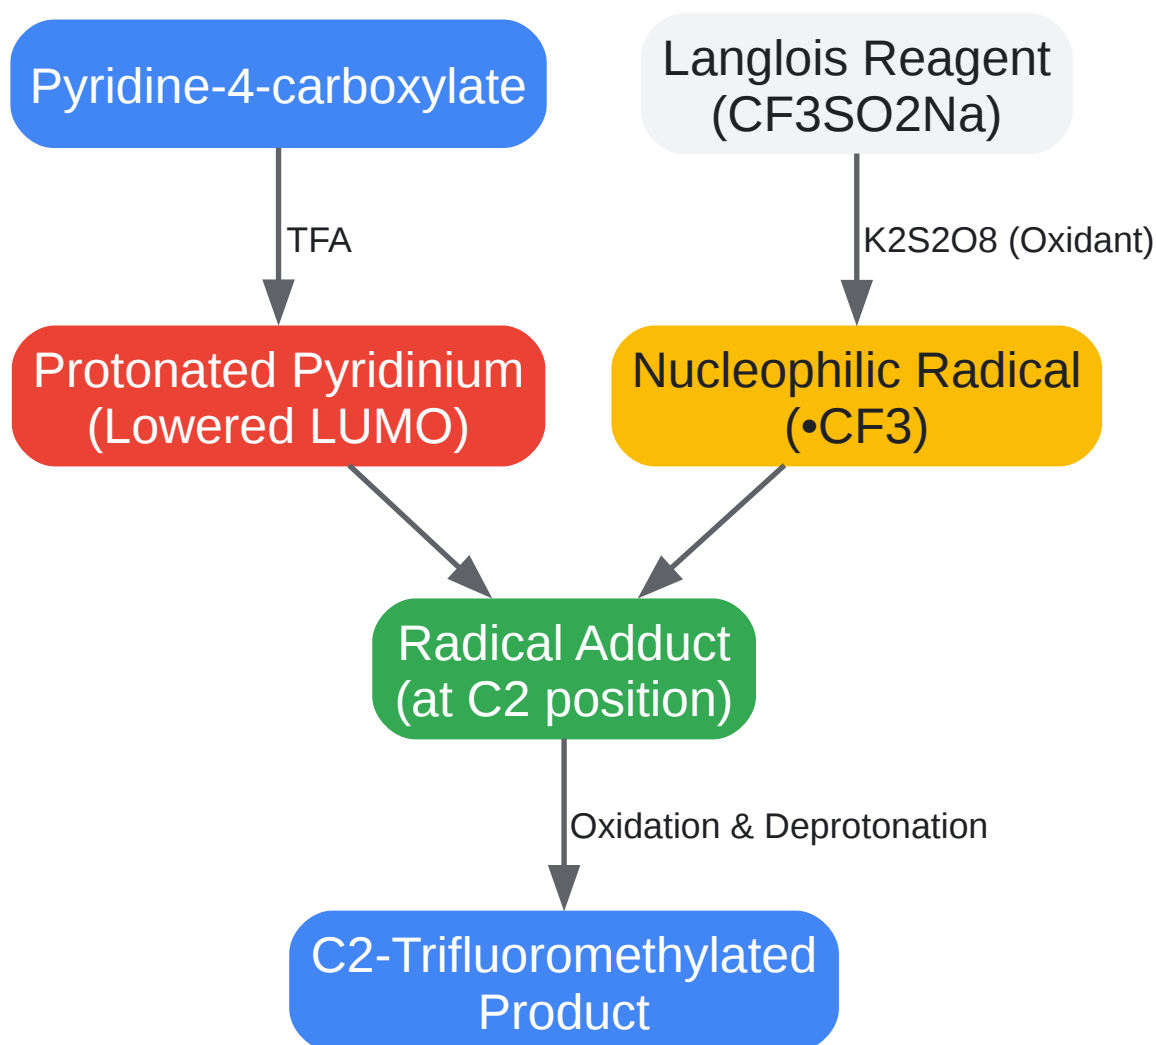 Pyridine-4-carboxylate
Langlois Reagent
(CF3SO2Na)
TFA
K2S2O8 (Oxidant)
Protonated Pyridinium
(Lowered LUMO)
Nucleophilic Radical
(•CF3)
Radical Adduct
(at C2 position)
Oxidation & Deprotonation
C2-Trifluoromethylated
Product